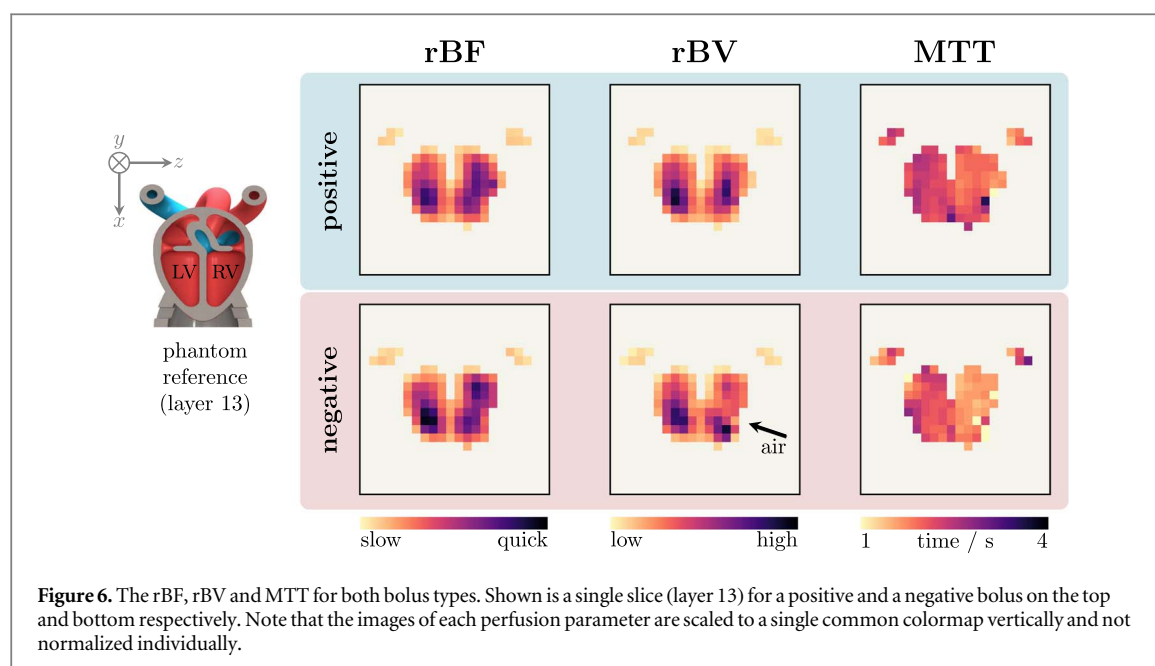 rBF rBV MTT
positive
y
z
x
LV RV
phantom
reference
(layer 13)
negative
air
slow quick low high 1 time / s 4
Figure 6. The rBF, rBV and MTT for both bolus types. Shown is a single slice (layer 13) for a positive and a negative bolus on the top
and bottom respectively. Note that the images of each perfusion parameter are scaled to a single common colormap vertically and not
normalized individually.